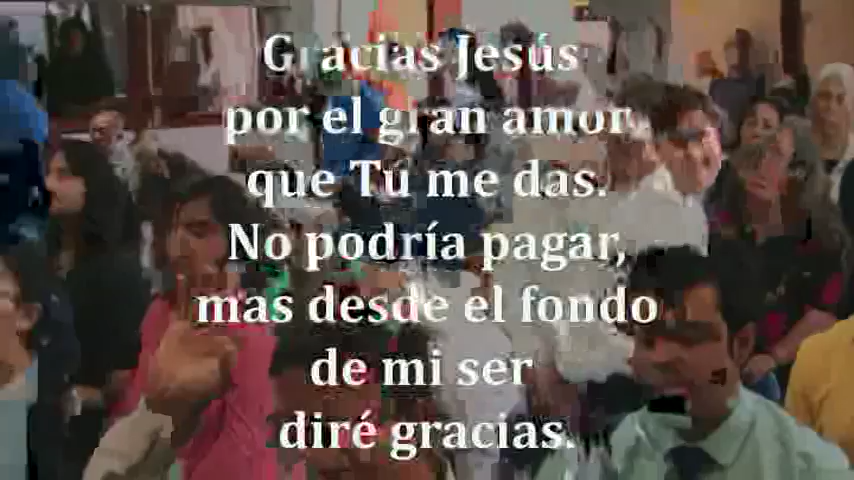 Gracias Jesús
por el gran amor
que Tú me das.
No podría pagar,
mas desde el fondo
de mi ser
diré gracias.